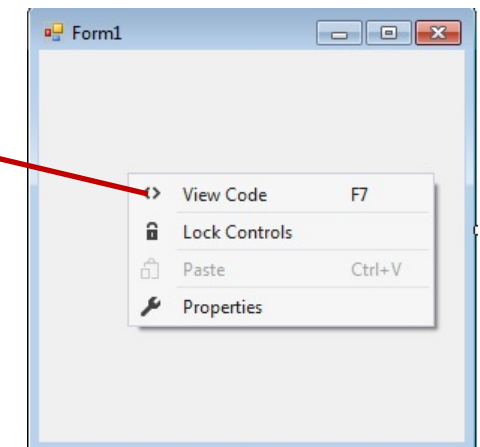 Form1
View Code F7
Lock Controls
Paste Ctrl+V
Properties